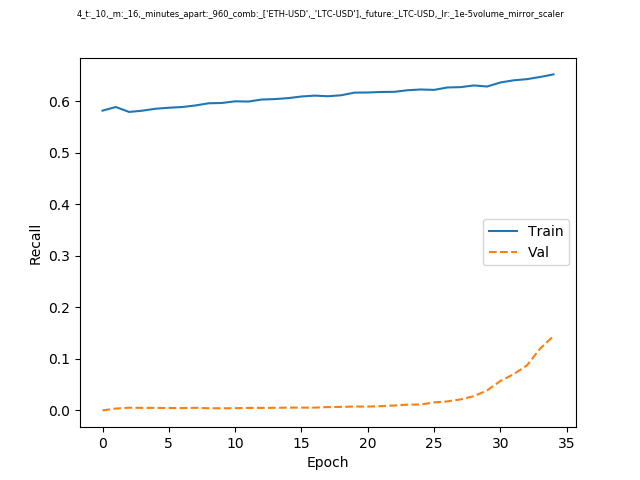 4_t:_10,_m:_16,_minutes_apart:_960_comb:_['ETH-USD',_'LTC-USD'],_future:_LTC-USD,_lr:_1e-5volume_mirror_scaler
0.6
0.5
0.4
0.3
0.2
0.1
0.0
Recall
Train
Val
0 5 10 15 20 25 30 35
Epoch